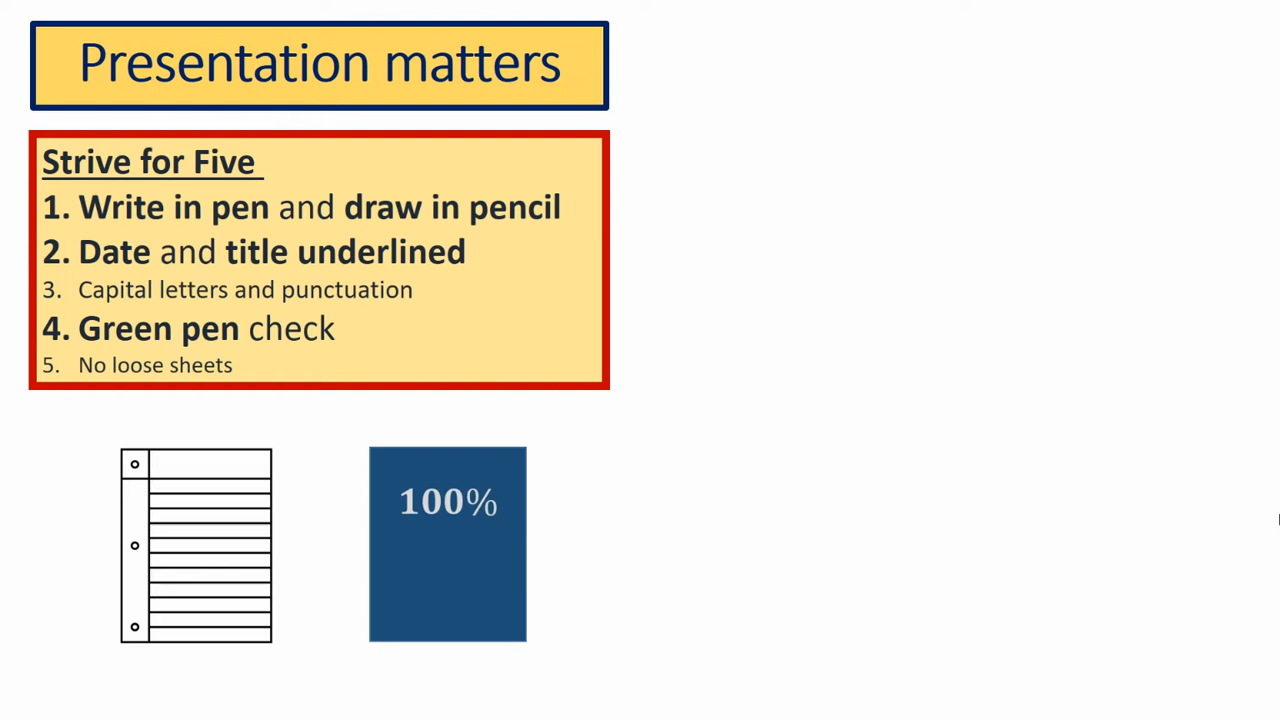 Presentation matters
Strive for Five
1. Write in pen and draw in pencil
2. Date and title underlined
3. Capital letters and punctuation
4. Green pen check
5. No loose sheets
100%